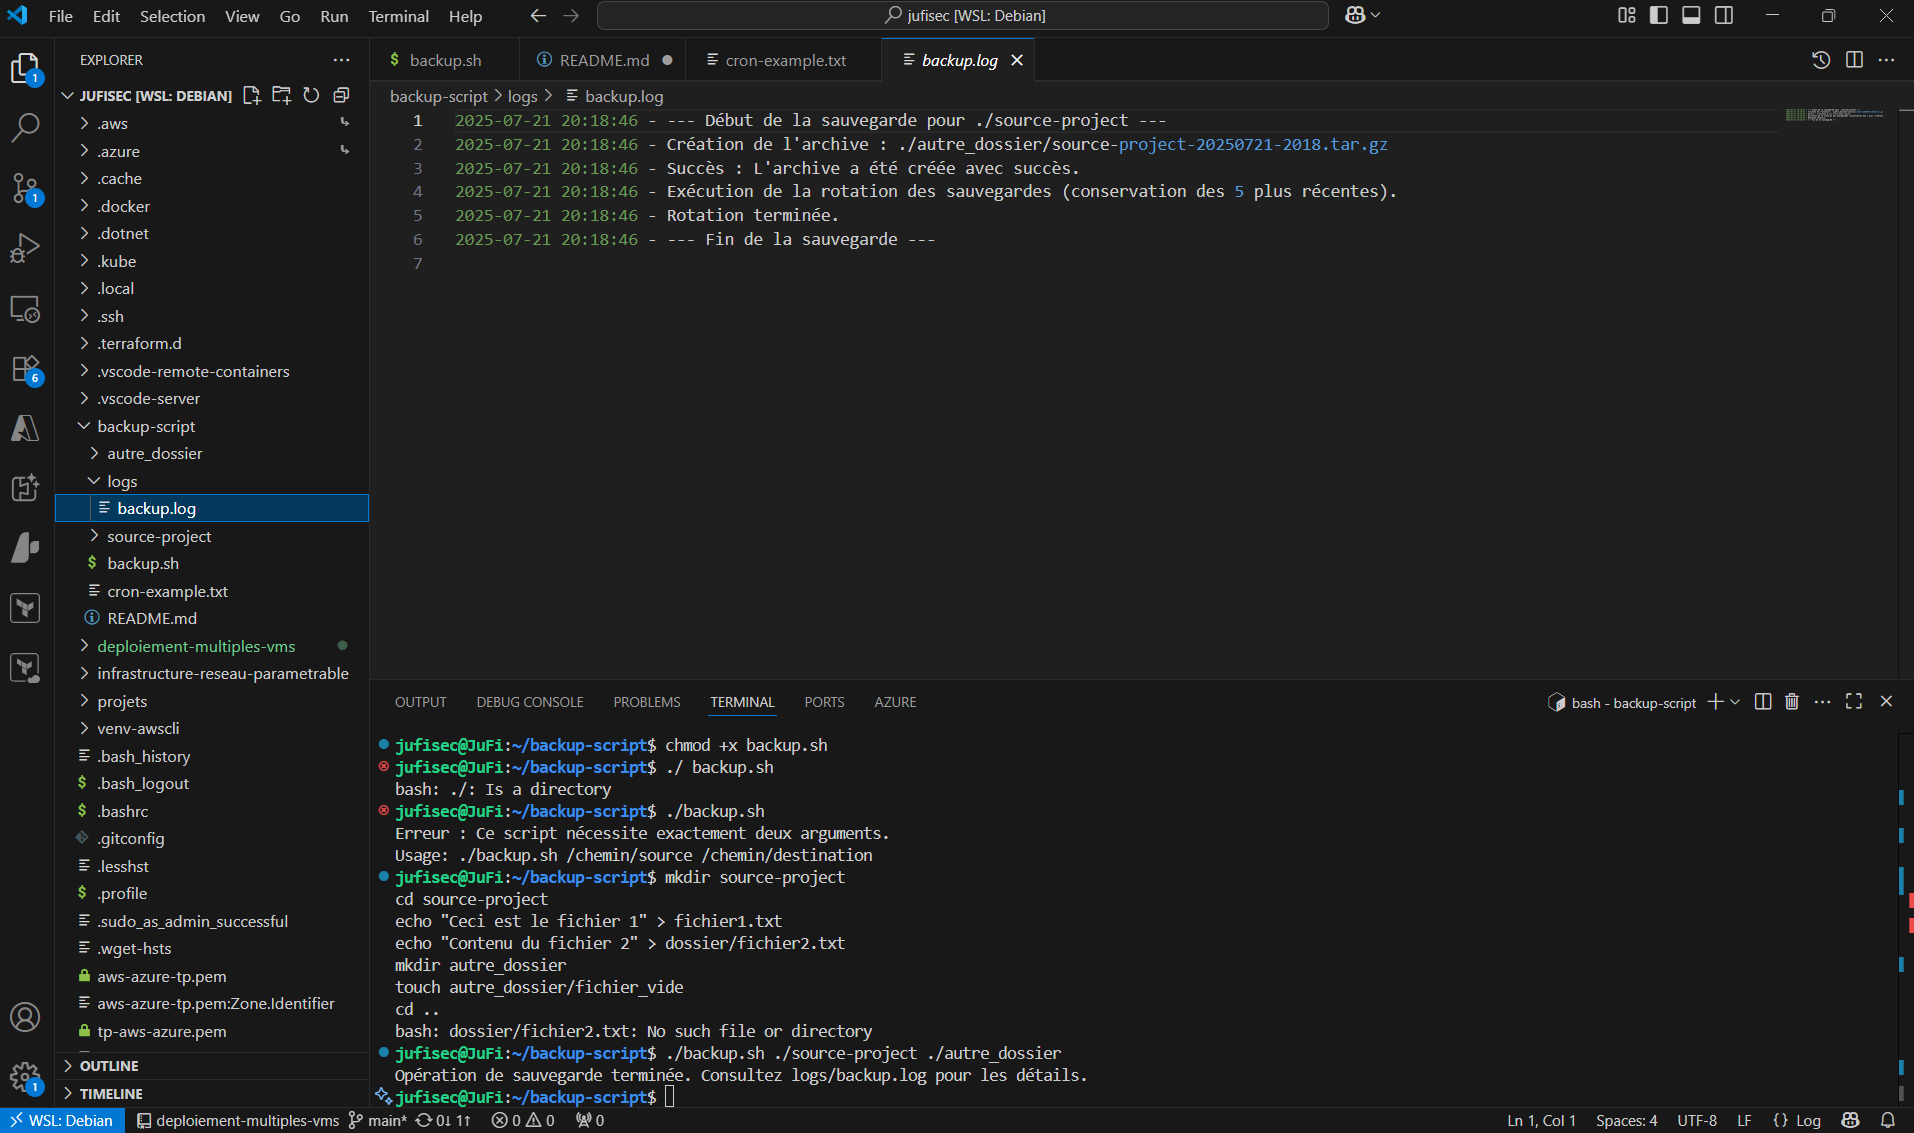 File Edit Selection View Go Run Terminal Help
jufisec [WSL: Debian]
EXPLORER
JUFISEC [WSL: DEBIAN]
.aws
.azure
.cache
.docker
.dotnet
.kube
.local
.ssh
.terraform.d
.vscode-remote-containers
.vscode-server
backup-script
autre_dossier
logs
backup.log
source-project
backup.sh
cron-example.txt
README.md
deploiement-multiples-vms
infrastructure-reseau-parametrable
projets
venv-awscli
.bash_history
.bash_logout
.bashrc
.gitconfig
.lesshst
.profile
.sudo_as_admin_successful
.wget-hsts
aws-azure-tp.pem
aws-azure-tp.pem:Zone.Identifier
tp-aws-azure.pem
OUTLINE
TIMELINE
1
1
6
1
$ backup.sh README.md cron-example.txt backup.log
backup-script > logs > backup.log
1 2025-07-21 20:18:46 - --- Début de la sauvegarde pour ./source-project ---
2 2025-07-21 20:18:46 - Création de l'archive : ./autre_dossier/source-project-20250721-2018.tar.gz
3 2025-07-21 20:18:46 - Succès : L'archive a été créée avec succès.
4 2025-07-21 20:18:46 - Exécution de la rotation des sauvegardes (conservation des 5 plus récentes).
5 2025-07-21 20:18:46 - Rotation terminée.
6 2025-07-21 20:18:46 - --- Fin de la sauvegarde ---
7
OUTPUT DEBUG CONSOLE PROBLEMS TERMINAL PORTS AZURE
bash - backup-script
jufisec@JuFi:~/backup-script$ chmod +x backup.sh
jufisec@JuFi:~/backup-script$ ./ backup.sh
bash: ./: Is a directory
jufisec@JuFi:~/backup-script$ ./backup.sh
Erreur : Ce script nécessite exactement deux arguments.
Usage: ./backup.sh /chemin/source /chemin/destination
jufisec@JuFi:~/backup-script$ mkdir source-project
cd source-project
echo "Ceci est le fichier 1" > fichier1.txt
echo "Contenu du fichier 2" > dossier/fichier2.txt
mkdir autre_dossier
touch autre_dossier/fichier_vide
cd ..
bash: dossier/fichier2.txt: No such file or directory
jufisec@JuFi:~/backup-script$ ./backup.sh ./source-project ./autre_dossier
Opération de sauvegarde terminée. Consultez logs/backup.log pour les détails.
jufisec@JuFi:~/backup-script$
WSL: Debian deploiement-multiples-vms main* 0↓ 1↑ 0 0 0
Ln 1, Col 1 Spaces: 4 UTF-8 LF {} Log